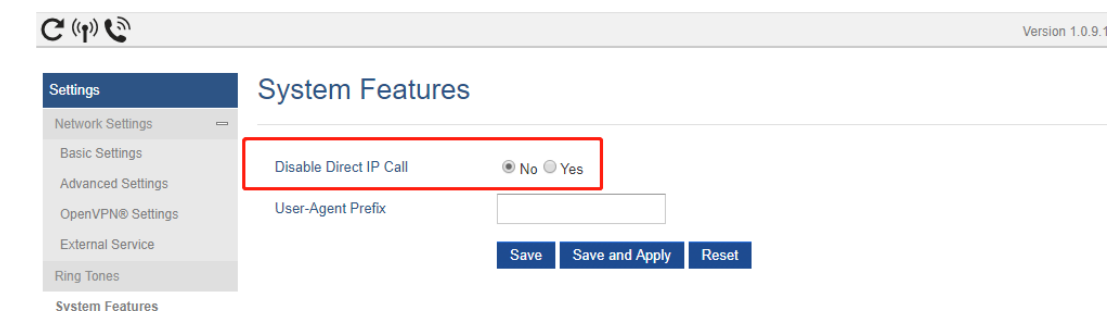 Version 1.0.9.1
Settings
System Features
Network Settings
Basic Settings
Disable Direct IP Call No Yes
Advanced Settings
User-Agent Prefix
OpenVPN® Settings
External Service
Save Save and Apply Reset
Ring Tones
System Features